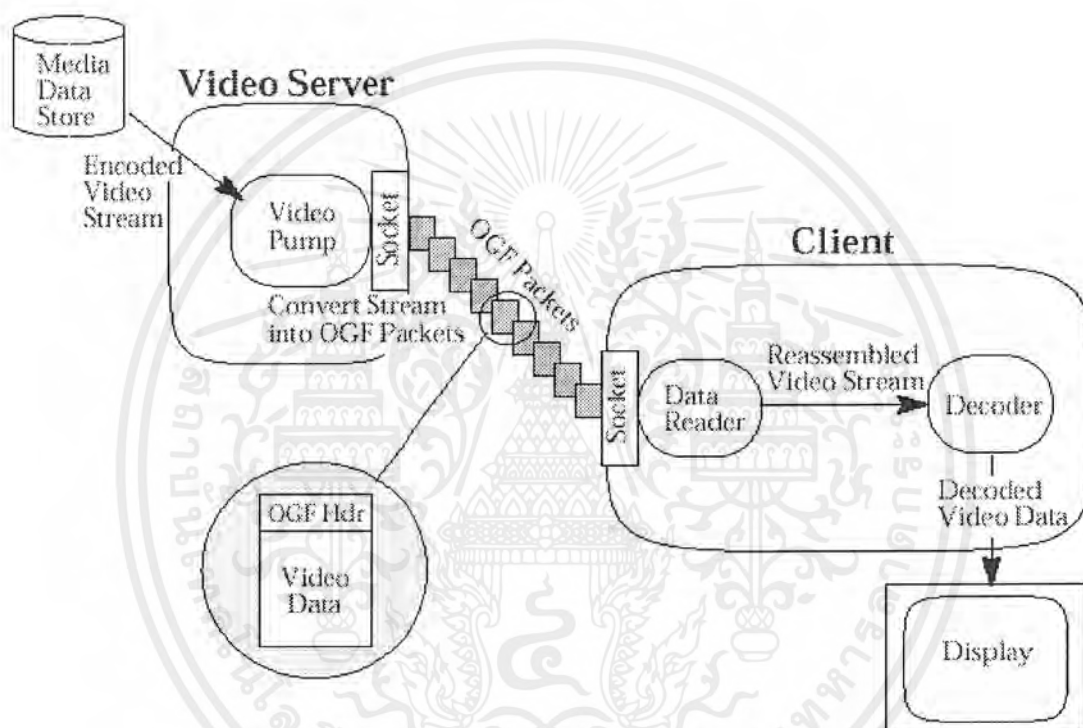 Media
Data
Store
Video Server
Encoded
Video
Stream
Video
Pump
Socket
Convert Stream
into OGF Packets
OGF Packets
Client
Socket
Data
Reader
Reassembled
Video Stream
Decoder
Decoded
Video Data
OGF Hdr
Video
Data
Display